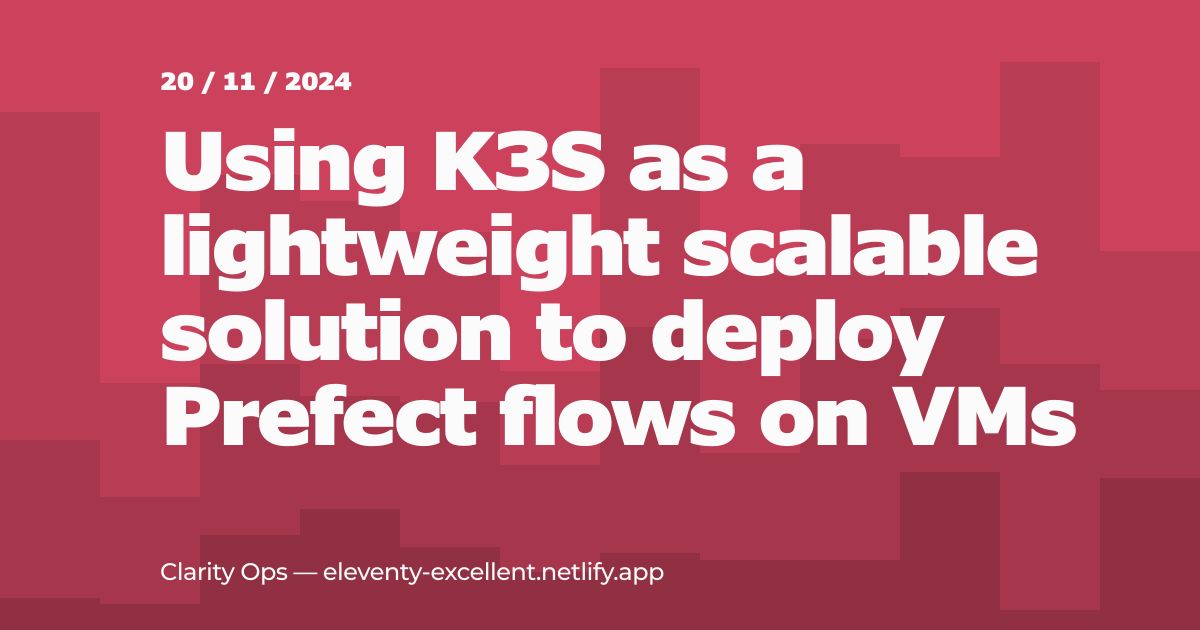 20 / 11 / 2024
Using K3S as a
lightweight scalable
solution to deploy
Prefect flows on VMs
Clarity Ops — eleventy-excellent.netlify.app